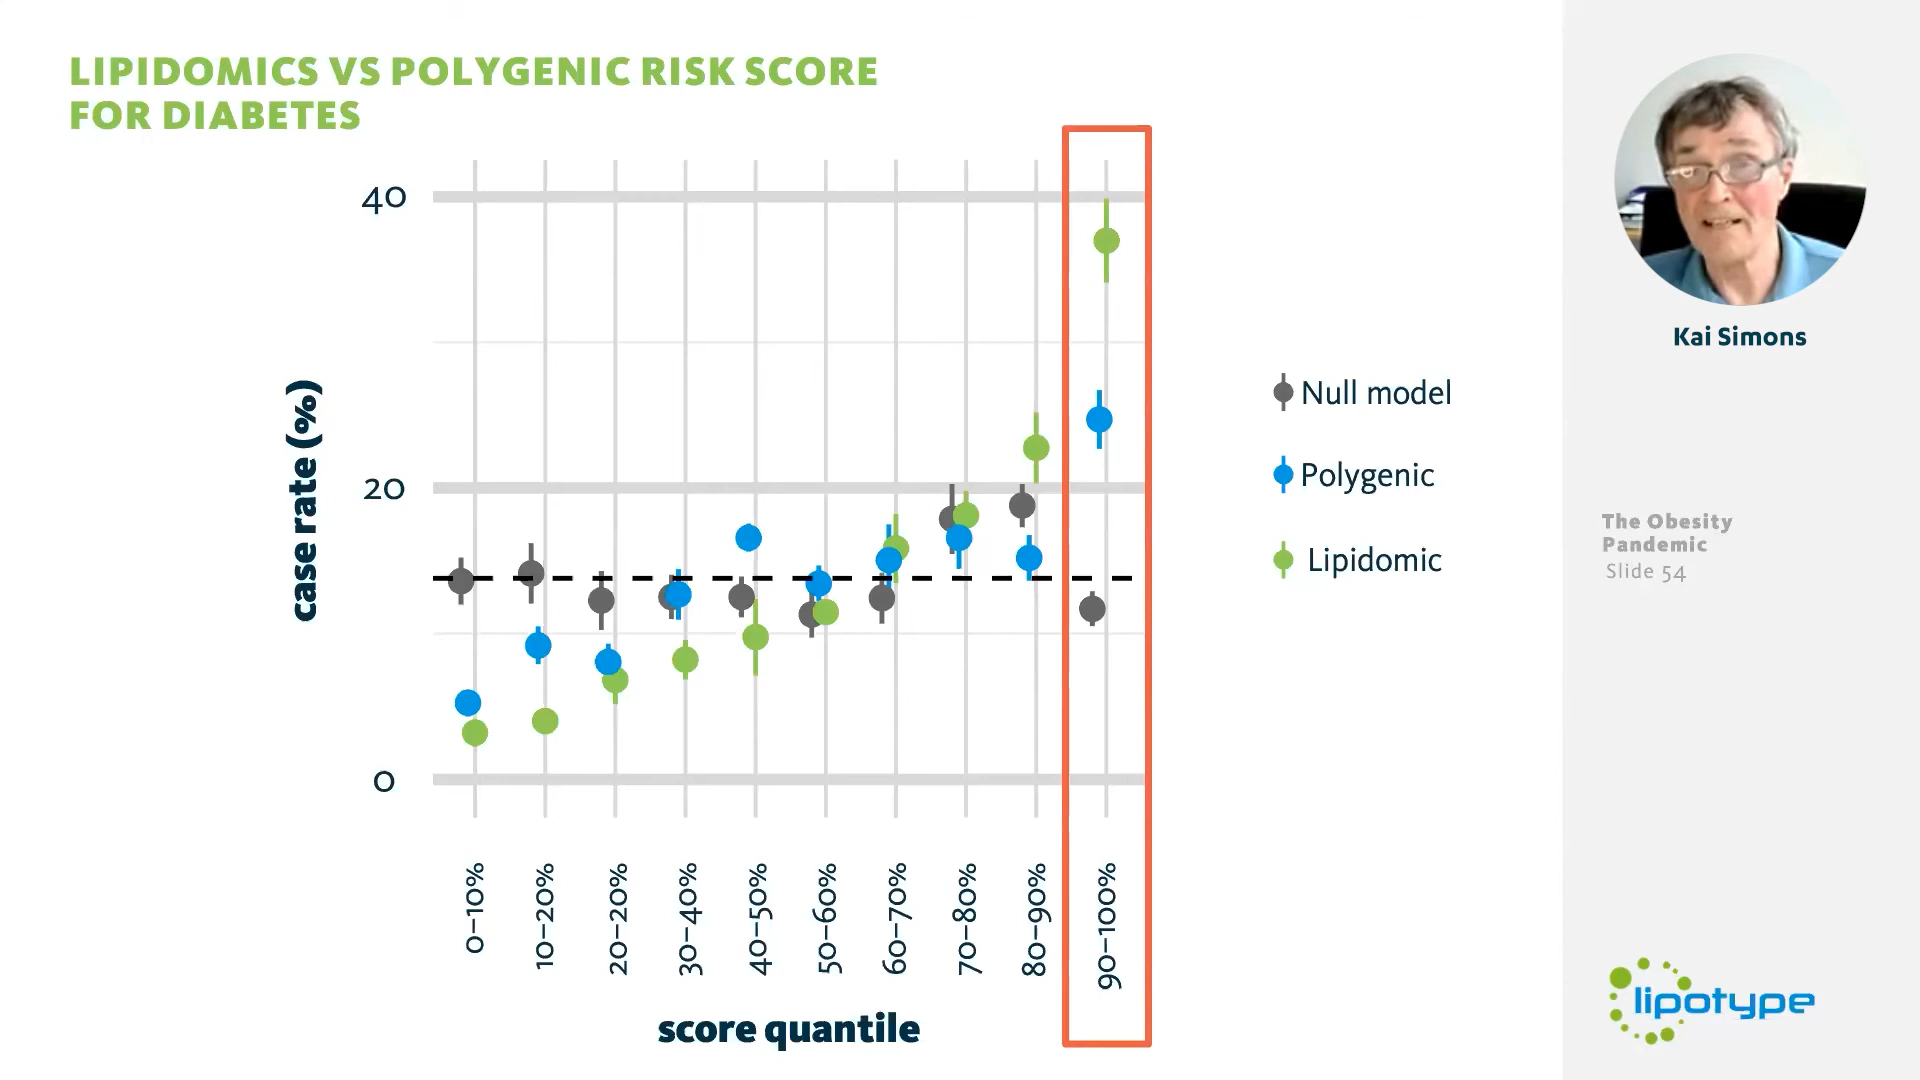 LIPIDOMICS VS POLYGENIC RISK SCORE
FOR DIABETES
40
20
0
case rate (%)
0–10%
10–20%
20–20%
30–40%
40–50%
50–60%
60–70%
70–80%
80–90%
90–100%
score quantile
Null model
Polygenic
Lipidomic
Kai Simons
The Obesity
Pandemic
Slide 54
lipotype